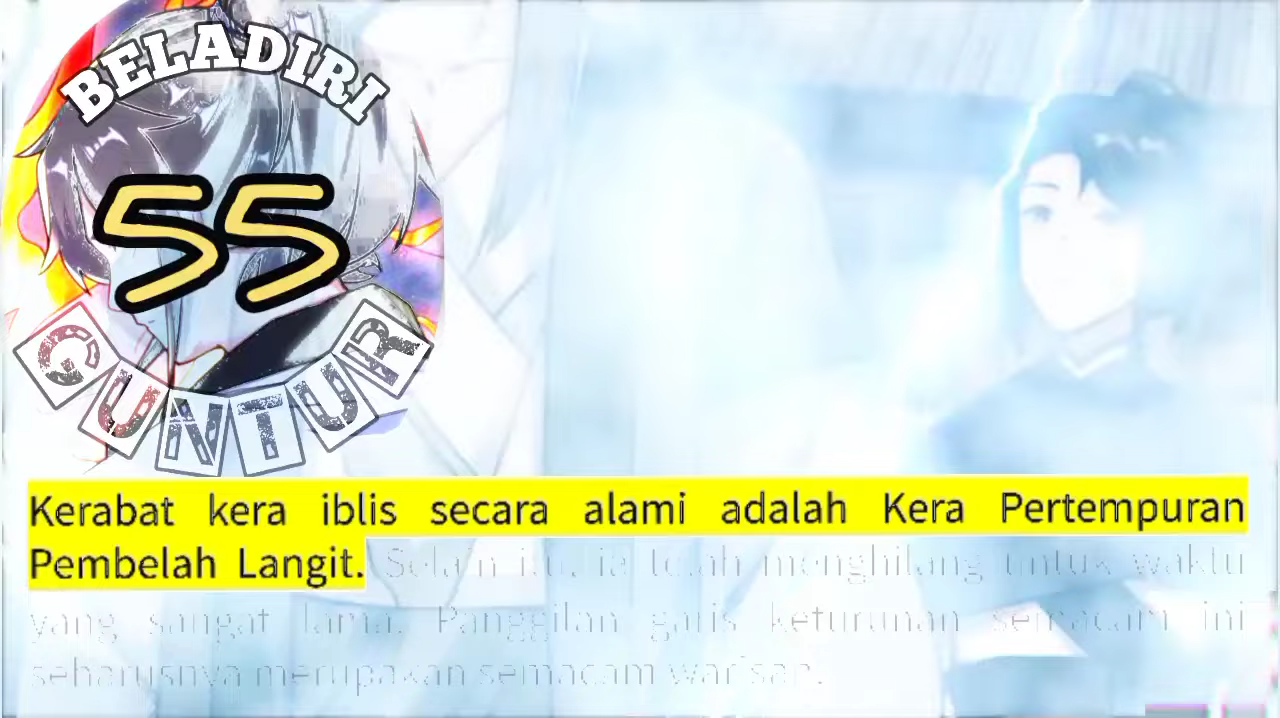 BELADIRI
55
GUNTUR
Kerabat kera iblis secara alami adalah Kera Pertempuran
Pembelah Langit. Selain itu, ia telah menghilang untuk waktu
yang sangat lama. Panggilan garis keturunan semacam ini
seharusnya merupakan semacam warisan.